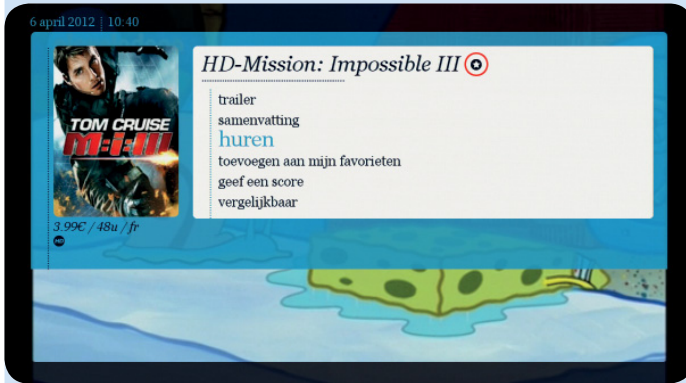 6 april 2012 10:40
HD-Mission: Impossible III
TOM CRUISE
M:i:III
trailer
samenvatting
huren
toevoegen aan mijn favorieten
geef een score
vergelijkbaar
3.99€ / 48u / fr
HD